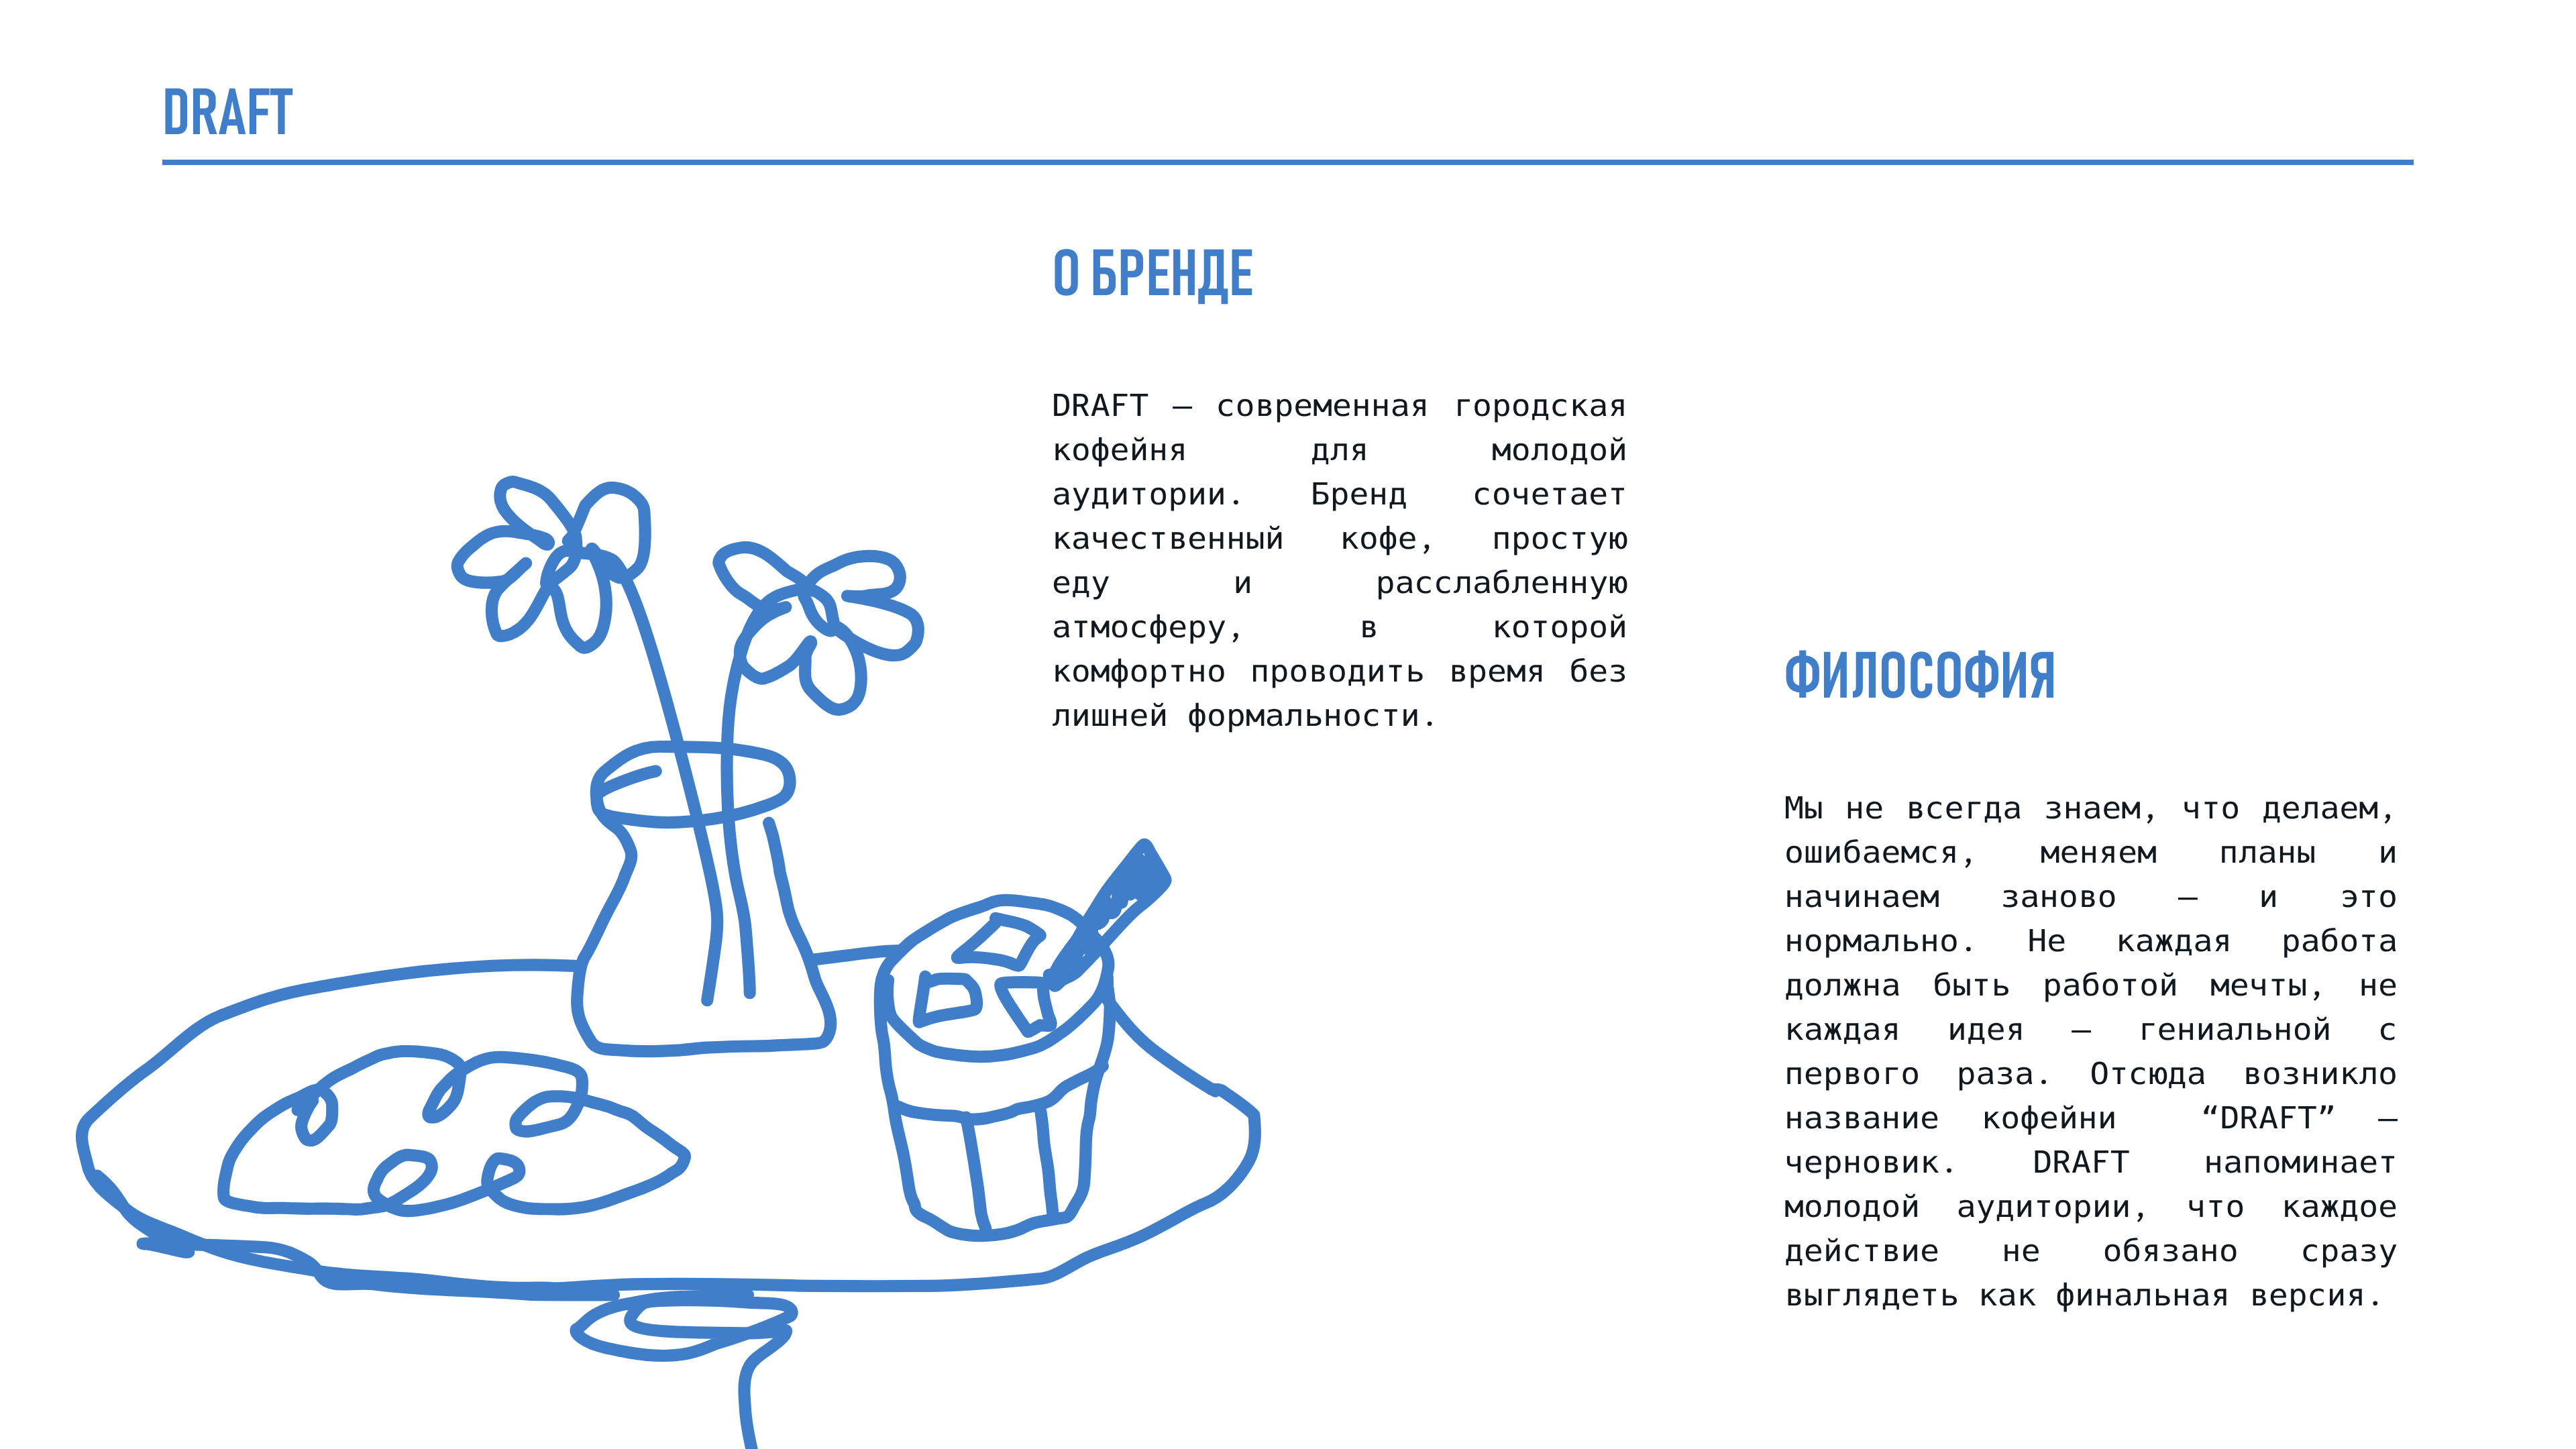 DRAFT
О БРЕНДЕ
DRAFT — современная городская
кофейня для молодой
аудитории. Бренд сочетает
качественный кофе, простую
еду и расслабленную
атмосферу, в которой
комфортно проводить время без
лишней формальности.
ФИЛОСОФИЯ
Мы не всегда знаем, что делаем,
ошибаемся, меняем планы и
начинаем заново — и это
нормально. Не каждая работа
должна быть работой мечты, не
каждая идея — гениальной с
первого раза. Отсюда возникло
название кофейни “DRAFT” —
черновик. DRAFT напоминает
молодой аудитории, что каждое
действие не обязано сразу
выглядеть как финальная версия.